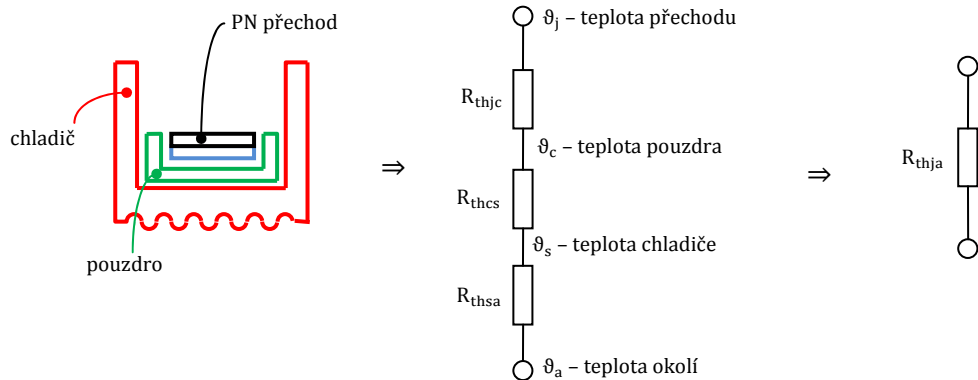 PN přechod
chladič
pouzdro
⇒
ϑj – teplota přechodu
Rthjc
ϑc – teplota pouzdra
Rthcs
ϑs – teplota chladiče
Rthsa
ϑa – teplota okolí
⇒
Rthja